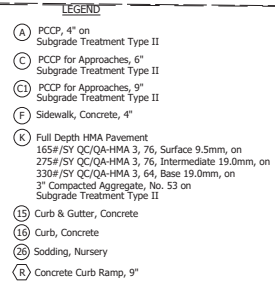 LEGEND
A PCCP, 4" on
Subgrade Treatment Type II
C PCCP for Approaches, 6"
Subgrade Treatment Type II
C1 PCCP for Approaches, 9"
Subgrade Treatment Type II
F Sidewalk, Concrete, 4"
K Full Depth HMA Pavement
165#/SY QC/QA-HMA 3, 76, Surface 9.5mm, on
275#/SY QC/QA-HMA 3, 76, Intermediate 19.0mm, on
330#/SY QC/QA-HMA 3, 64, Base 19.0mm, on
3" Compacted Aggregate, No. 53 on
Subgrade Treatment Type II
15 Curb & Gutter, Concrete
16 Curb, Concrete
26 Sodding, Nursery
R Concrete Curb Ramp, 9"